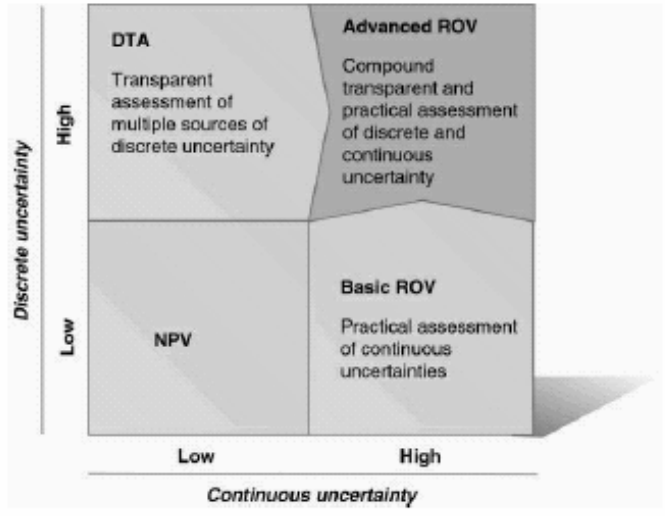 DTA
Transparent
assessment of
multiple sources of
discrete uncertainty
Advanced ROV
Compound
transparent and
practical assessment
of discrete and
continuous
uncertainty
High
Discrete uncertainty
Low
NPV
Basic ROV
Practical assessment
of continuous
uncertainties
Low
High
Continuous uncertainty